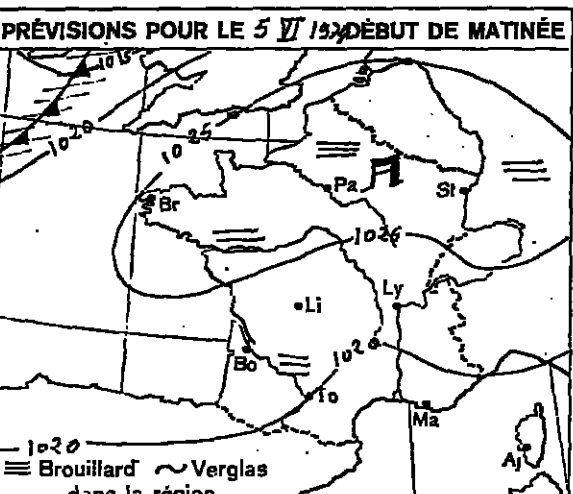 PRÉVISIONS POUR LE 5 VI DÉBUT DE MATINÉE
1015
1020
1025
Pa
St
Br
1025
Li
Ly
Bo
1020
To
Ma
1020
Aj
Brouillard Verglas
dans la région